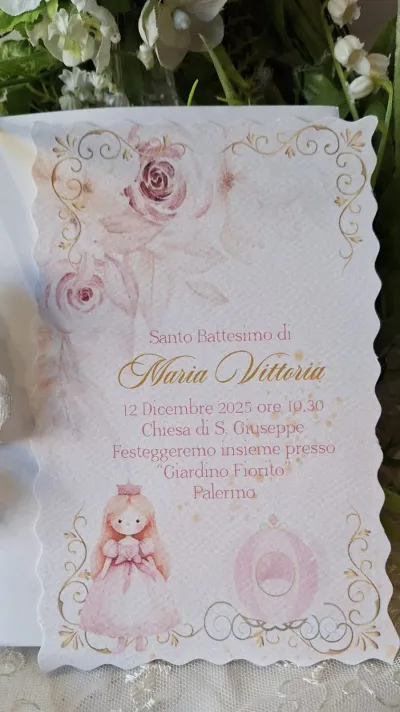 Santo Battesimo di
Maria Vittoria
12 Dicembre 2025 ore 10,30
Chiesa di S. Giuseppe
Festeggeremo insieme presso
"Giardino Fiorito"
Palermo